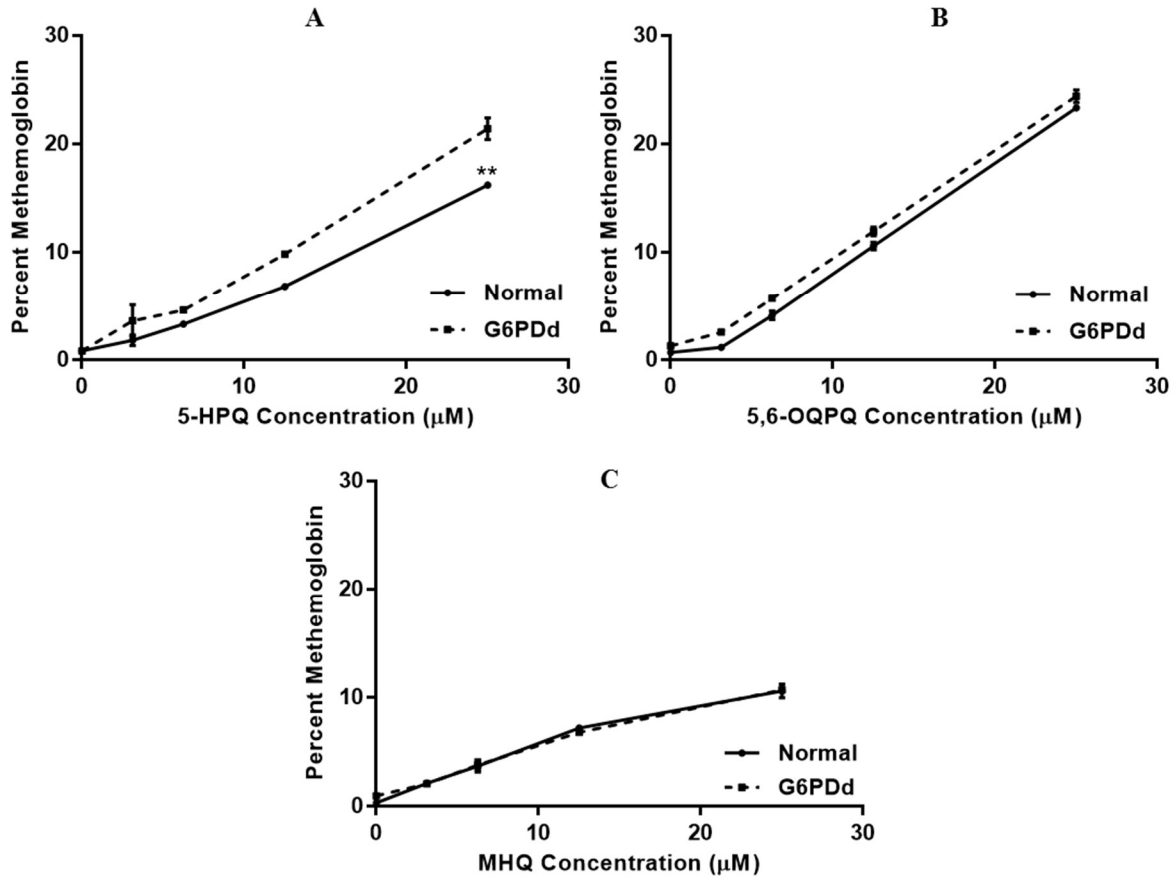 A
Percent Methemoglobin
30
20
10
0
**
Normal
G6PDd
0 10 20 30
5-HPQ Concentration (μM)
B
Percent Methemoglobin
30
20
10
0
Normal
G6PDd
0 10 20 30
5,6-OQPQ Concentration (μM)
C
Percent Methemoglobin
30
20
10
0
Normal
G6PDd
0 10 20 30
MHQ Concentration (μM)